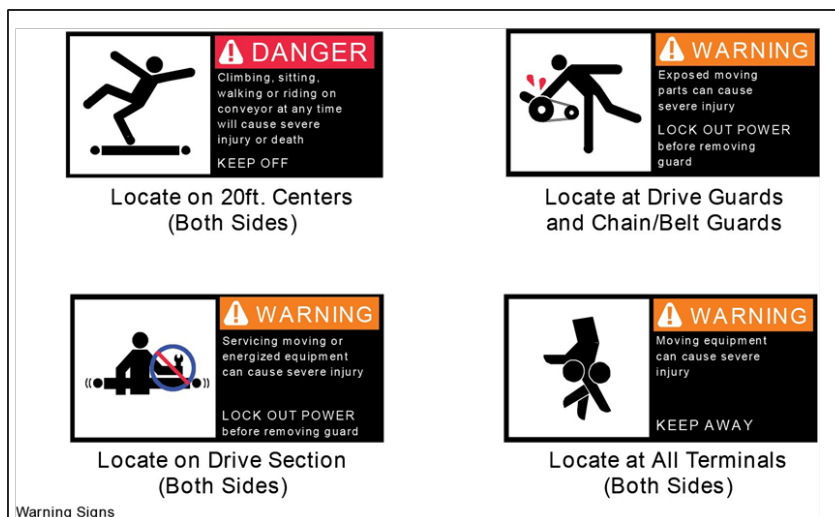 DANGER
Climbing, sitting,
walking or riding on
conveyor at any time
will cause severe
injury or death
KEEP OFF
Locate on 20ft. Centers
(Both Sides)
WARNING
Exposed moving
parts can cause
severe injury
LOCK OUT POWER
before removing
guard
Locate at Drive Guards
and Chain/Belt Guards
WARNING
Servicing moving or
energized equipment
can cause severe injury
LOCK OUT POWER
before removing guard
Locate on Drive Section
(Both Sides)
WARNING
Moving equipment
can cause severe
injury
KEEP AWAY
Locate at All Terminals
(Both Sides)
Warning Signs